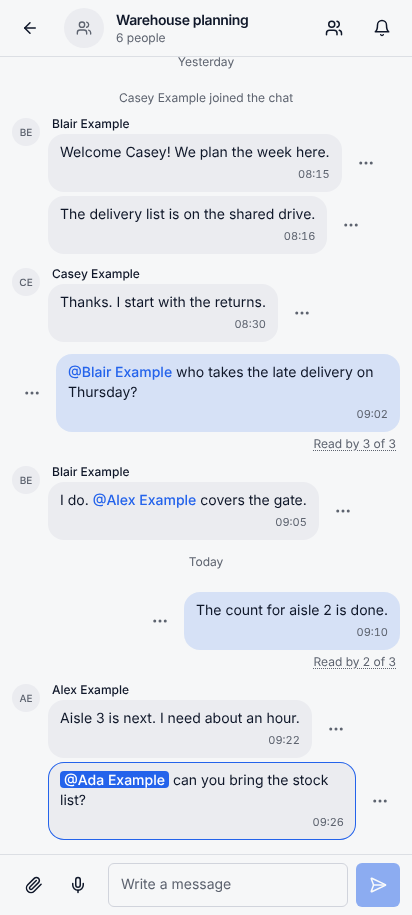 Warehouse planning
6 people
Yesterday
Casey Example joined the chat
BE
Blair Example
Welcome Casey! We plan the week here.
08:15
The delivery list is on the shared drive.
08:16
CE
Casey Example
Thanks. I start with the returns.
08:30
@Blair Example who takes the late delivery on
Thursday?
09:02
Read by 3 of 3
BE
Blair Example
I do. @Alex Example covers the gate.
09:05
Today
The count for aisle 2 is done.
09:10
Read by 2 of 3
AE
Alex Example
Aisle 3 is next. I need about an hour.
09:22
@Ada Example can you bring the stock
list?
09:26
Write a message